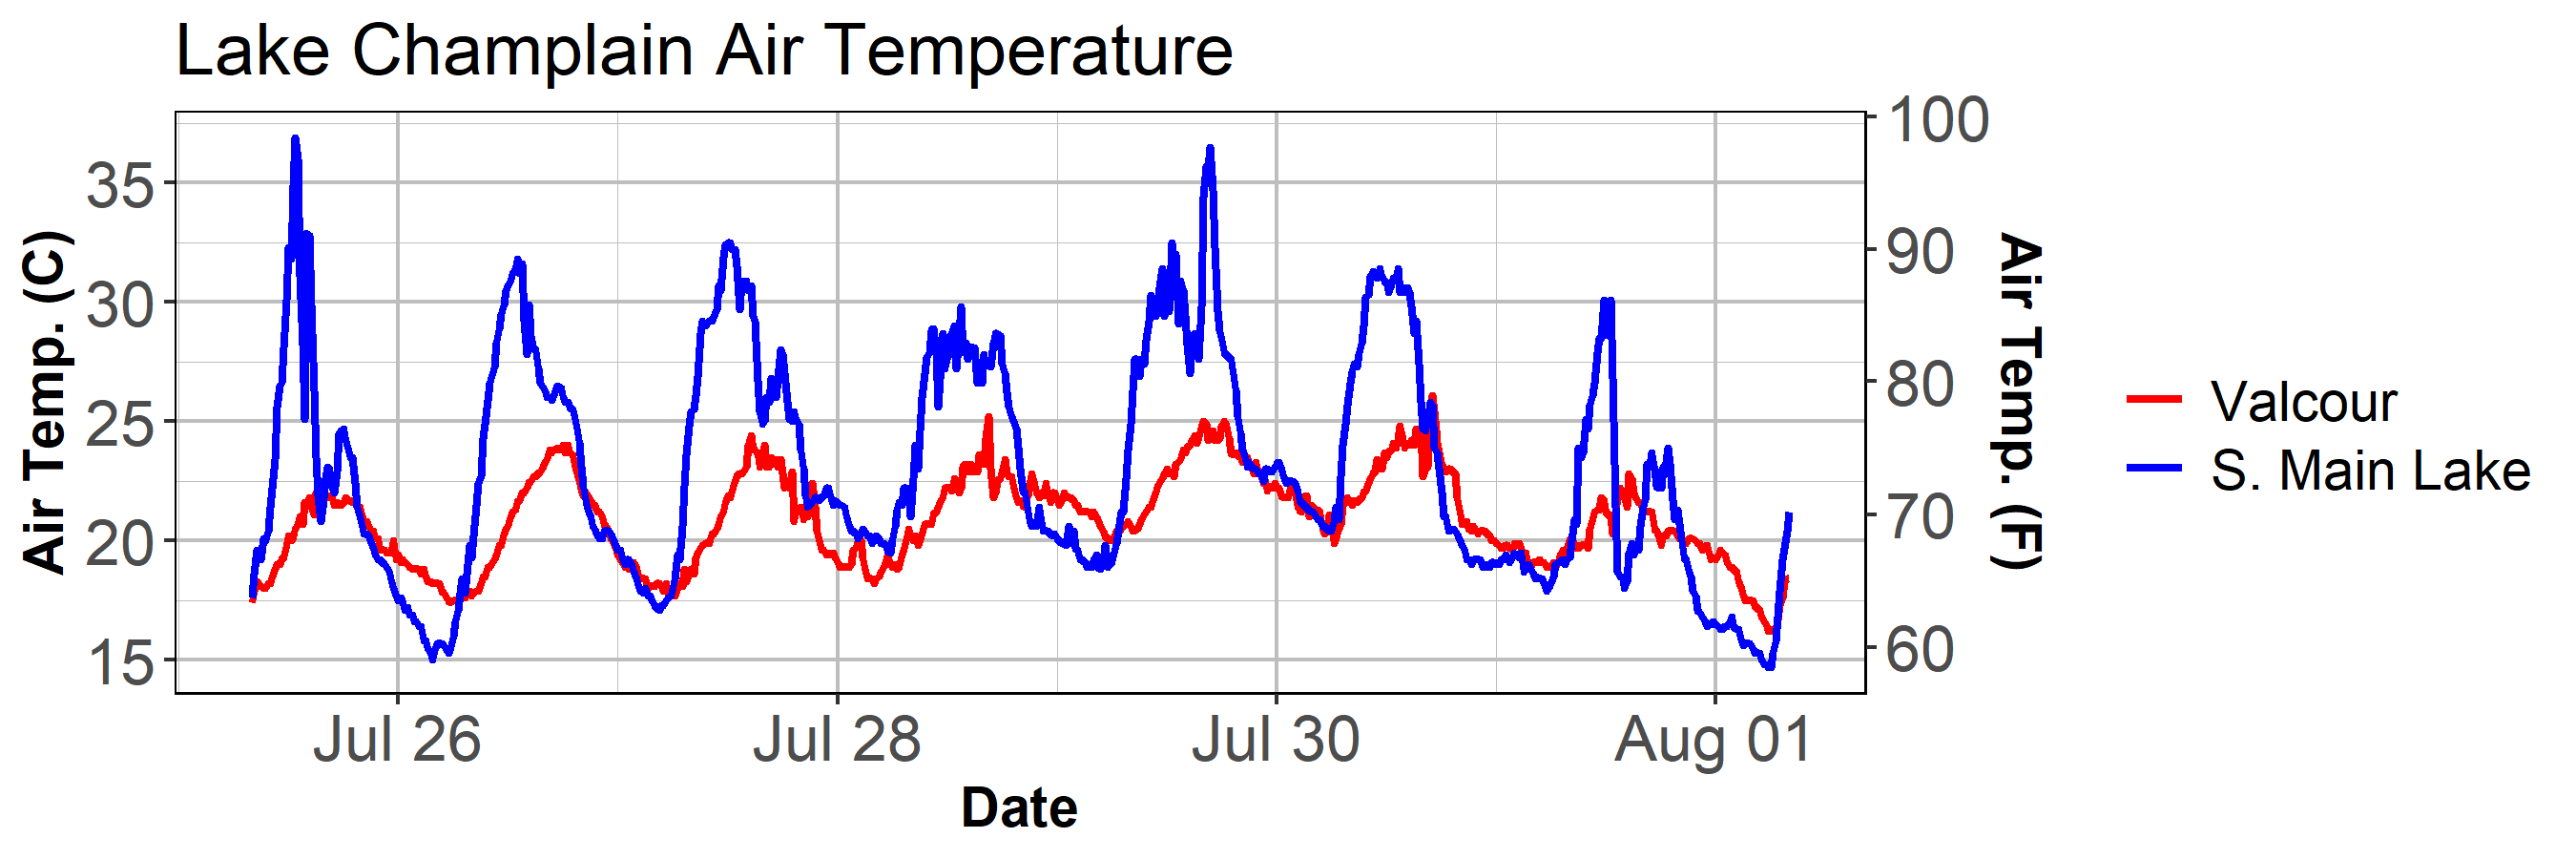 Lake Champlain Air Temperature
Air Temp. (C)
35
30
25
20
15
100
90
80
70
60
Air Temp. (F)
Jul 26
Jul 28
Jul 30
Aug 01
Date
Valcour
S. Main Lake